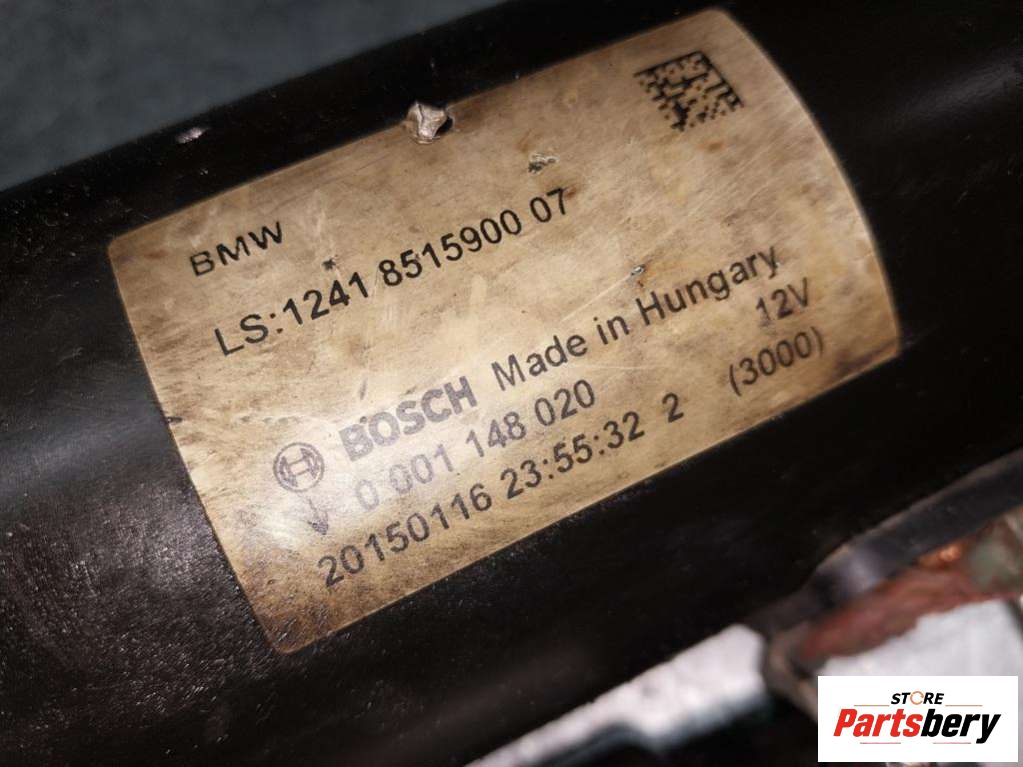 BMW
LS:1241 8515900 07
BOSCH Made in Hungary
0 001 148 020 12V
20150116 23:55:32 2 (3000)
STORE
Partsbery